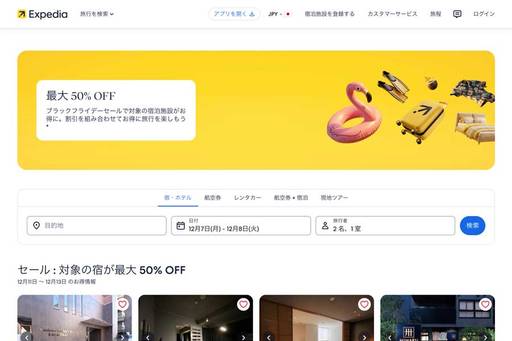 Expedia
旅行を検索
アプリを開く
JPY
宿泊施設を登録する
カスタマーサービス
旅程
ログイン
最大 50% OFF
ブラックフライデーセールで対象の宿泊施設がお
得に。割引を組み合わせてお得に旅行を楽しもう
*
宿・ホテル
航空券
レンタカー
航空券 + 宿泊
現地ツアー
目的地
日付
12月7日(月) - 12月8日(火)
旅行者
2 名、1 室
検索
セール : 対象の宿が最大 50% OFF
12月11日 ～ 12月13日 のお得情報